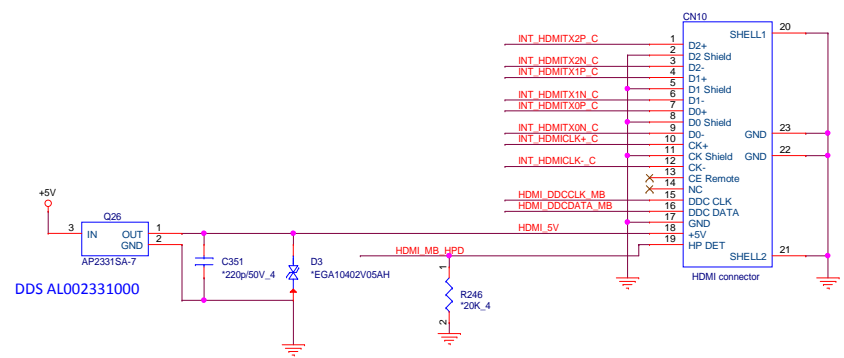 CN10
SHELL1 20
INT_HDMITX2P_C 1 D2+
2 D2 Shield
INT_HDMITX2N_C 3 D2-
INT_HDMITX1P_C 4 D1+
5 D1 Shield
INT_HDMITX1N_C 6 D1-
INT_HDMITX0P_C 7 D0+
8 D0 Shield
INT_HDMITX0N_C 9 D0- GND 23
INT_HDMICLK+_C 10 CK+
11 CK Shield GND 22
INT_HDMICLK-_C 12 CK-
13 CE Remote
14 NC
HDMI_DDCCLK_MB 15 DDC CLK
HDMI_DDCDATA_MB 16 DDC DATA
17 GND
HDMI_5V 18 +5V
HDMI_MB_HPD 19 HP DET
SHELL2 21
HDMI connector
+5V
Q26
3 IN OUT 1
GND 2
AP2331SA-7
DDS AL002331000
C351
*220p/50V_4
D3
*EGA10402V05AH
1
R246
*20K_4
2